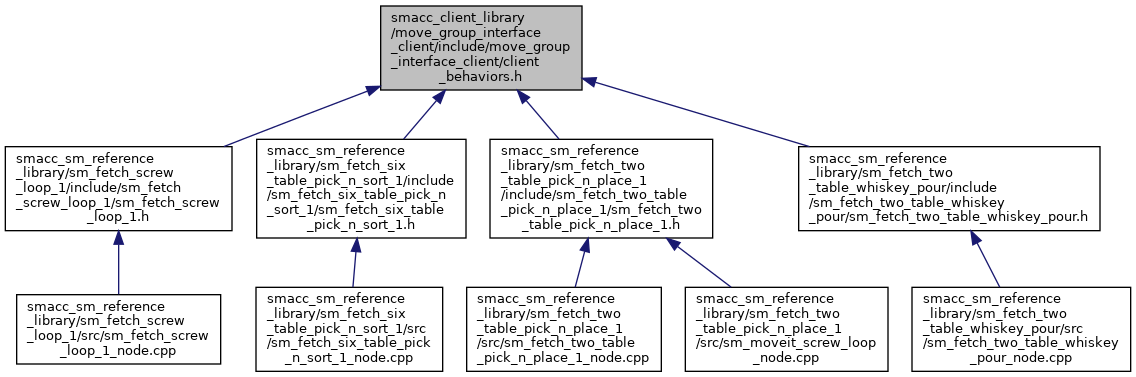 smacc_client_library
/move_group_interface
_client/include/move_group
_interface_client/client
_behaviors.h
smacc_sm_reference
_library/sm_fetch_screw
_loop_1/include/sm_fetch
_screw_loop_1/sm_fetch_screw
_loop_1.h
smacc_sm_reference
_library/sm_fetch_six
_table_pick_n_sort_1/include
/sm_fetch_six_table_pick_n
_sort_1/sm_fetch_six_table
_pick_n_sort_1.h
smacc_sm_reference
_library/sm_fetch_two
_table_pick_n_place_1
/include/sm_fetch_two_table
_pick_n_place_1/sm_fetch_two
_table_pick_n_place_1.h
smacc_sm_reference
_library/sm_fetch_two
_table_whiskey_pour/include
/sm_fetch_two_table_whiskey
_pour/sm_fetch_two_table_whiskey_pour.h
smacc_sm_reference
_library/sm_fetch_screw
_loop_1/src/sm_fetch_screw
_loop_1_node.cpp
smacc_sm_reference
_library/sm_fetch_six
_table_pick_n_sort_1/src
/sm_fetch_six_table_pick
_n_sort_1_node.cpp
smacc_sm_reference
_library/sm_fetch_two
_table_pick_n_place_1
/src/sm_fetch_two_table
_pick_n_place_1_node.cpp
smacc_sm_reference
_library/sm_fetch_two
_table_pick_n_place_1
/src/sm_moveit_screw_loop
_node.cpp
smacc_sm_reference
_library/sm_fetch_two
_table_whiskey_pour/src
/sm_fetch_two_table_whiskey
_pour_node.cpp